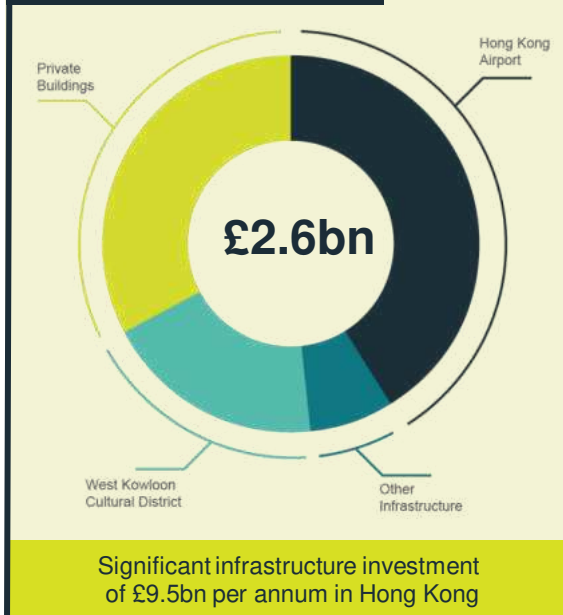 Hong Kong
Airport
Private
Buildings
£2.6bn
West Kowloon
Cultural District
Other
Infrastructure
Significant infrastructure investment
of £9.5bn per annum in Hong Kong